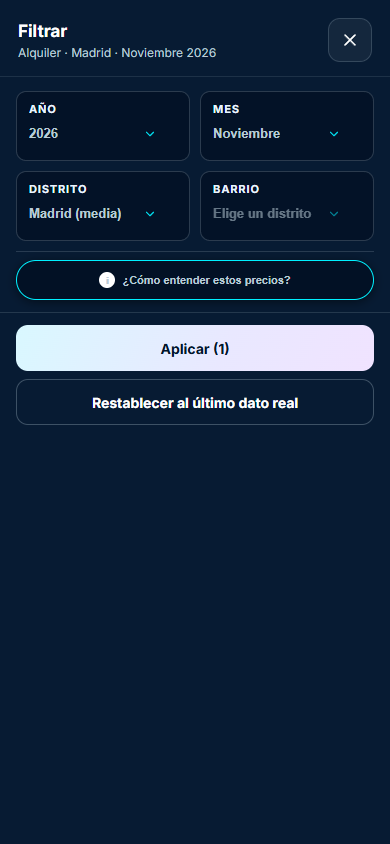 Filtrar
Alquiler · Madrid · Noviembre 2026
AÑO
2026
MES
Noviembre
DISTRITO
Madrid (media)
BARRIO
Elige un distrito
i ¿Cómo entender estos precios?
Aplicar (1)
Restablecer al último dato real